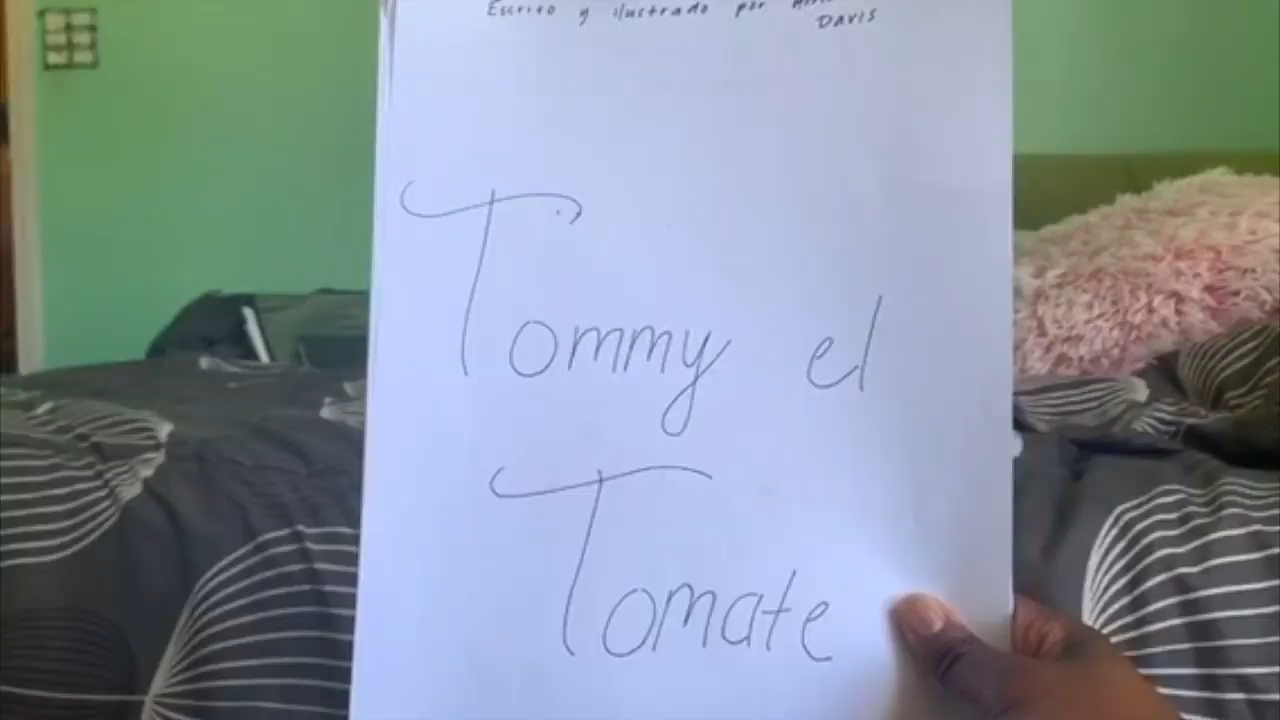 Escrito y ilustrado por
Davis
Tommy el
Tomate